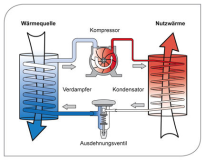 Wärmequelle
Kompressor
Nutzwärme
Verdampfer
Kondensator
Ausdehnungsventil